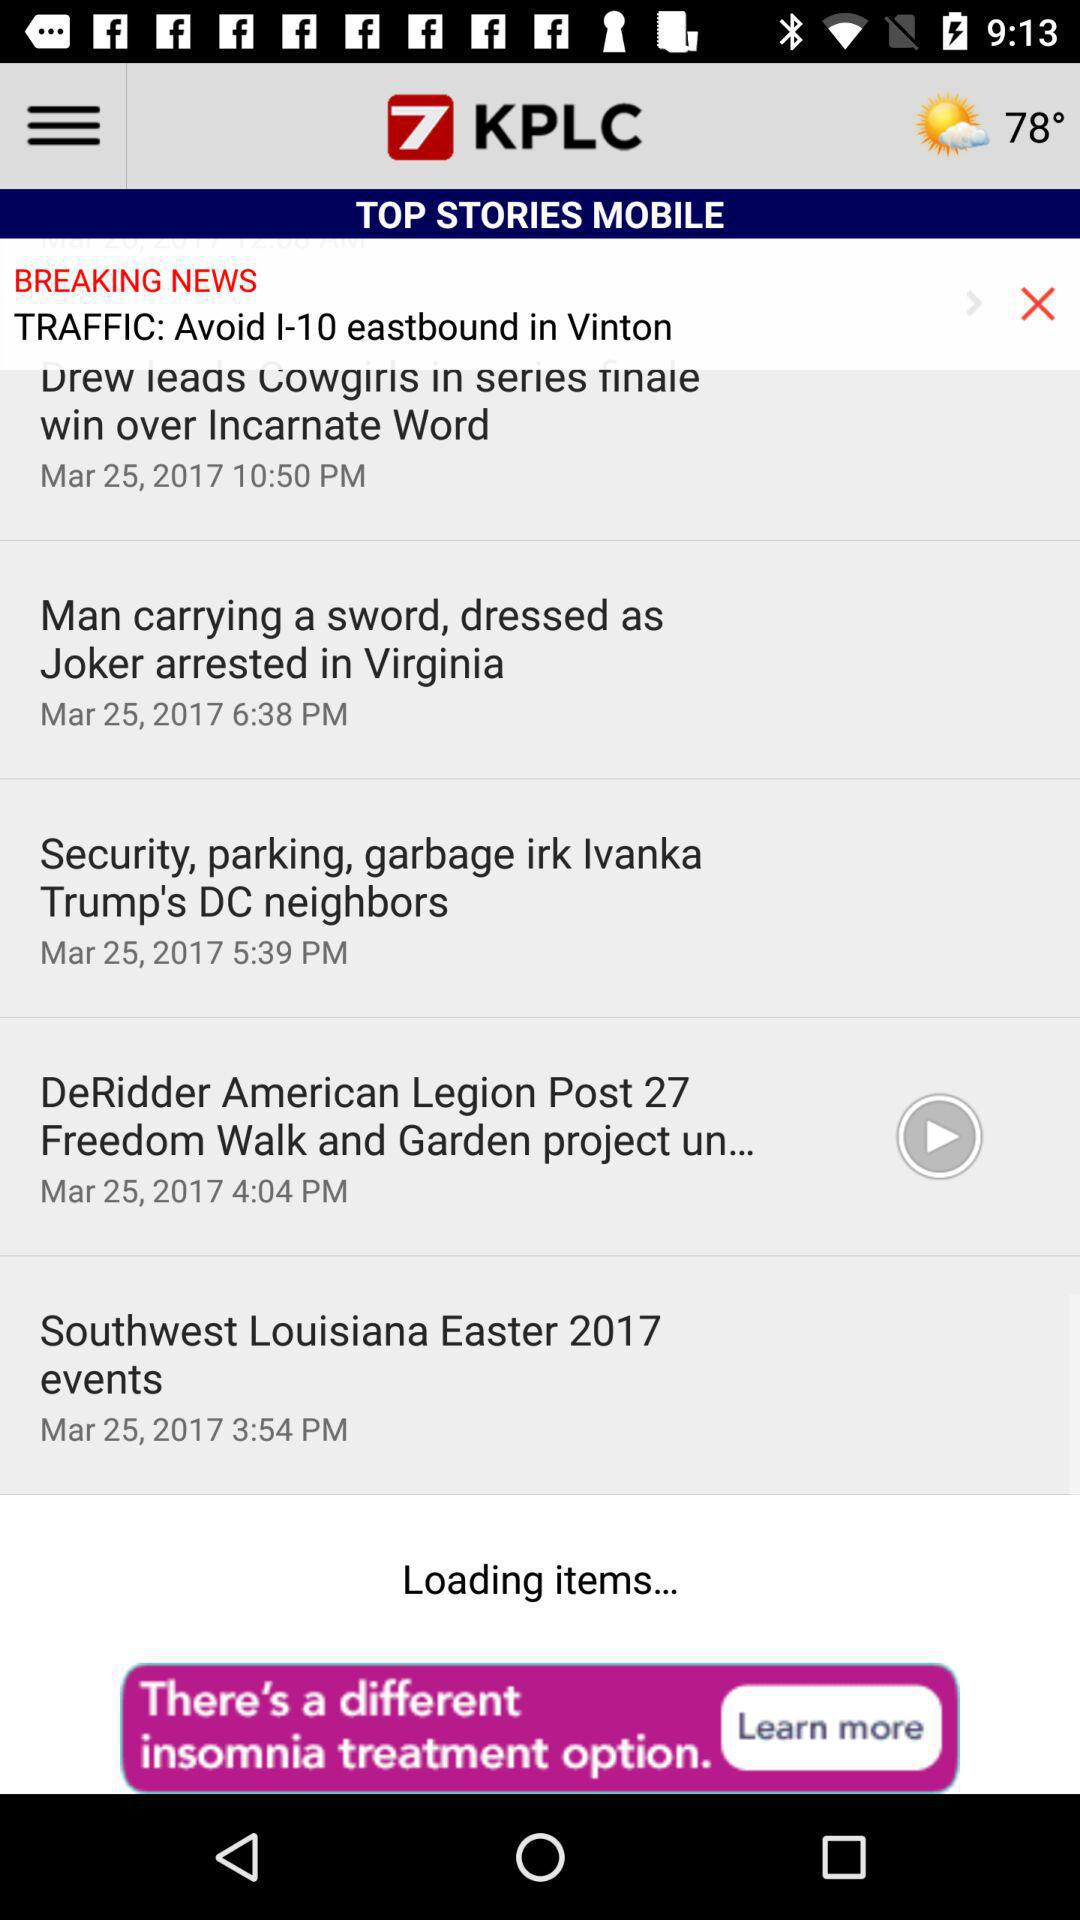 9:13
7 KPLC
78°
TOP STORIES MOBILE
BREAKING NEWS
TRAFFIC: Avoid I-10 eastbound in Vinton
Drew leads Cowgirls in series finale
win over Incarnate Word
Mar 25, 2017 10:50 PM
Man carrying a sword, dressed as
Joker arrested in Virginia
Mar 25, 2017 6:38 PM
Security, parking, garbage irk Ivanka
Trump's DC neighbors
Mar 25, 2017 5:39 PM
DeRidder American Legion Post 27
Freedom Walk and Garden project un...
Mar 25, 2017 4:04 PM
Southwest Louisiana Easter 2017
events
Mar 25, 2017 3:54 PM
Loading items...
There's a different
insomnia treatment option.
Learn more